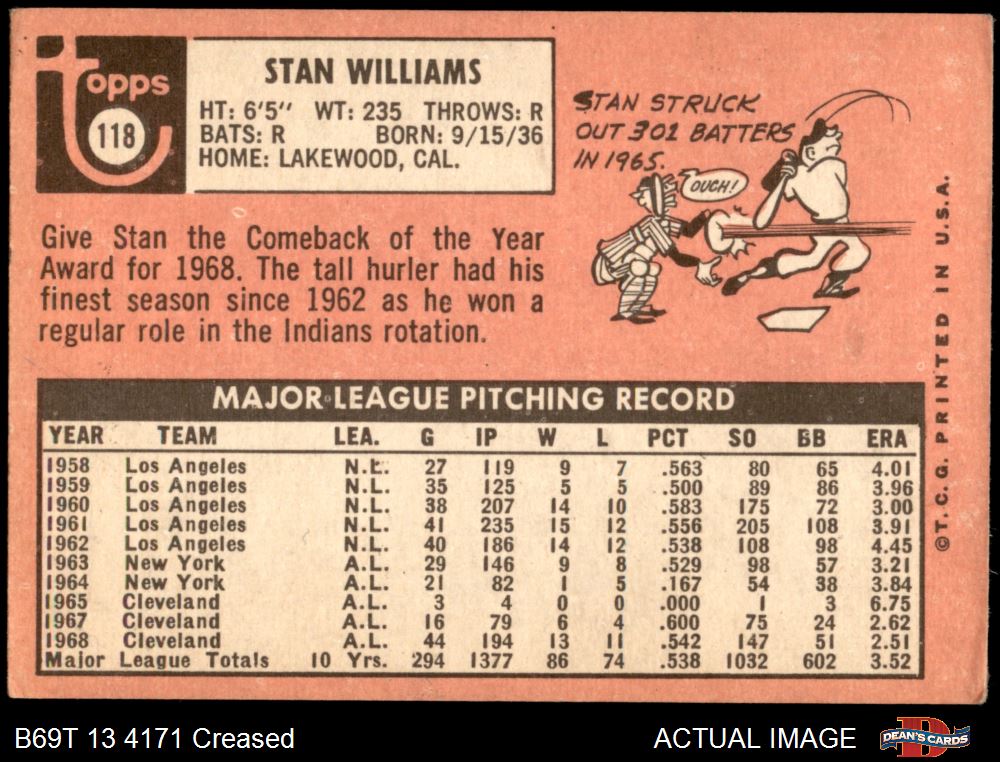 Topps
118
STAN WILLIAMS
HT: 6'5" WT: 235 THROWS: R
BATS: R BORN: 9/15/36
HOME: LAKEWOOD, CAL.
STAN STRUCK
OUT 301 BATTERS
IN 1965.
OUCH!
Give Stan the Comeback of the Year
Award for 1968. The tall hurler had his
finest season since 1962 as he won a
regular role in the Indians rotation.
MAJOR LEAGUE PITCHING RECORD
YEAR TEAM LEA. G IP W L PCT SO BB ERA
1958 Los Angeles N.L. 27 119 9 7 .563 80 65 4.01
1959 Los Angeles N.L. 35 125 5 5 .500 89 86 3.96
1960 Los Angeles N.L. 38 207 14 10 .583 175 72 3.00
1961 Los Angeles N.L. 41 235 15 12 .556 205 108 3.91
1962 Los Angeles N.L. 40 186 14 12 .538 108 98 4.45
1963 New York A.L. 29 146 9 8 .529 98 57 3.21
1964 New York A.L. 21 82 1 5 .167 54 38 3.84
1965 Cleveland A.L. 3 4 0 0 .000 1 3 6.75
1967 Cleveland A.L. 16 79 6 4 .600 75 24 2.62
1968 Cleveland A.L. 44 194 13 11 .542 147 51 2.51
Major League Totals 10 Yrs. 294 1377 86 74 .538 1032 602 3.52
© T. C. G. PRINTED IN U.S.A.
B69T 13 4171 Creased
ACTUAL IMAGE
D
DEAN'S CARDS